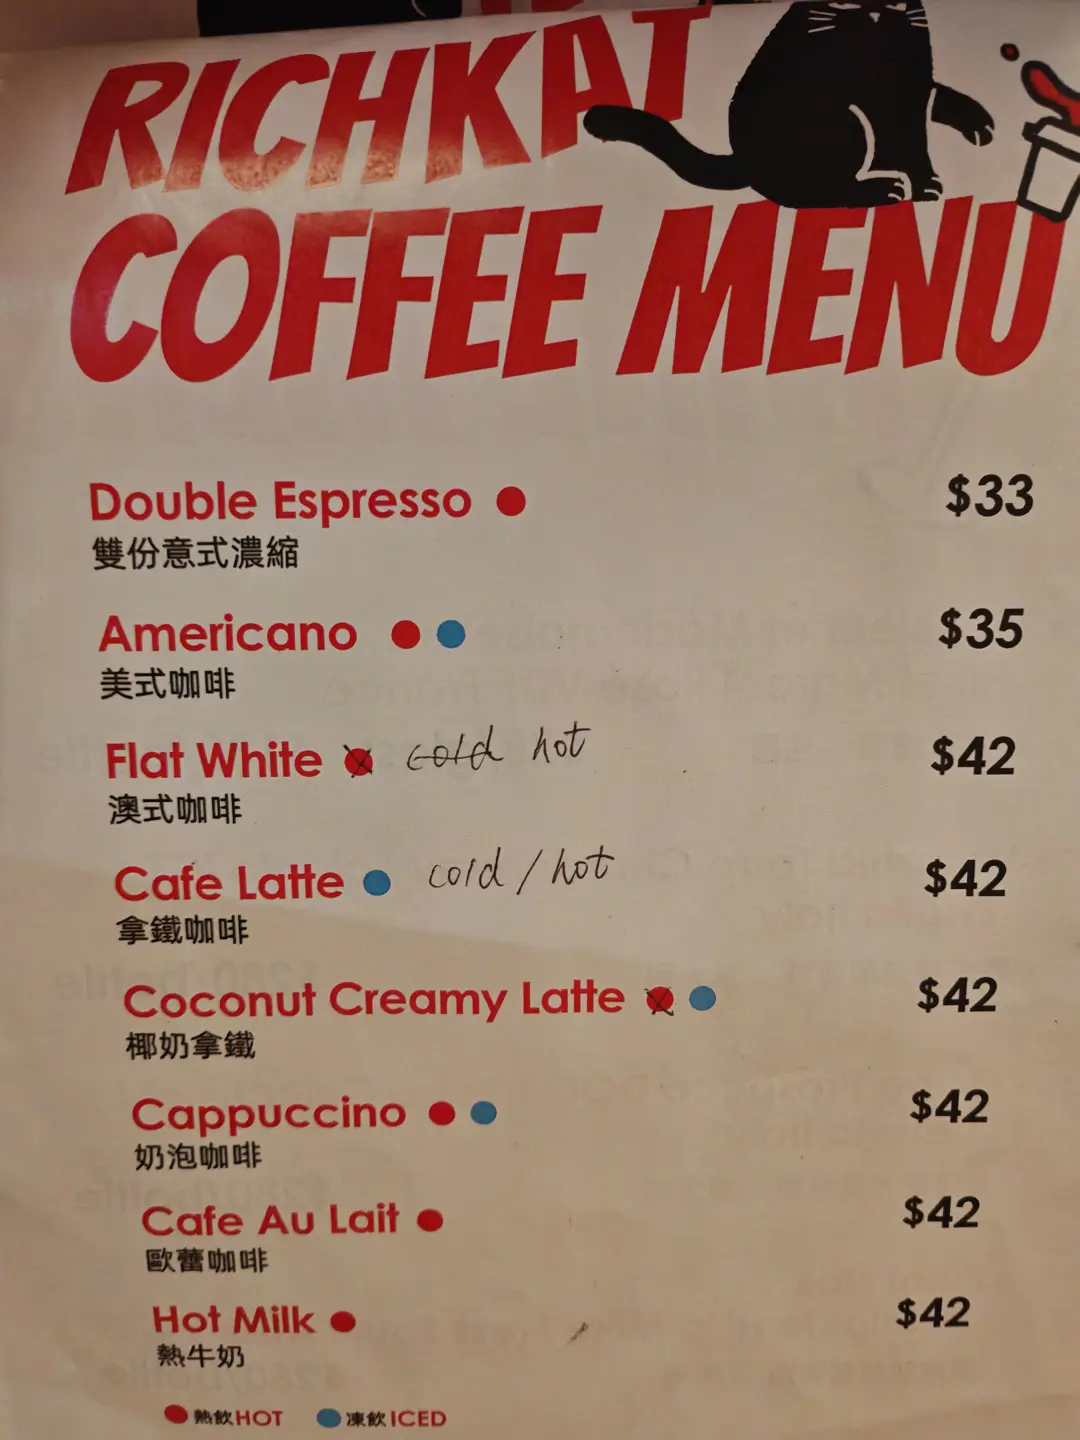 RICHKAT
COFFEE MENU
Double Espresso $33
雙份意式濃縮
Americano $35
美式咖啡
Flat White cold hot $42
澳式咖啡
Cafe Latte cold / hot $42
拿鐵咖啡
Coconut Creamy Latte $42
椰奶拿鐵
Cappuccino $42
奶泡咖啡
Cafe Au Lait $42
歐蕾咖啡
Hot Milk $42
熱牛奶
熱飲HOT 凍飲ICED